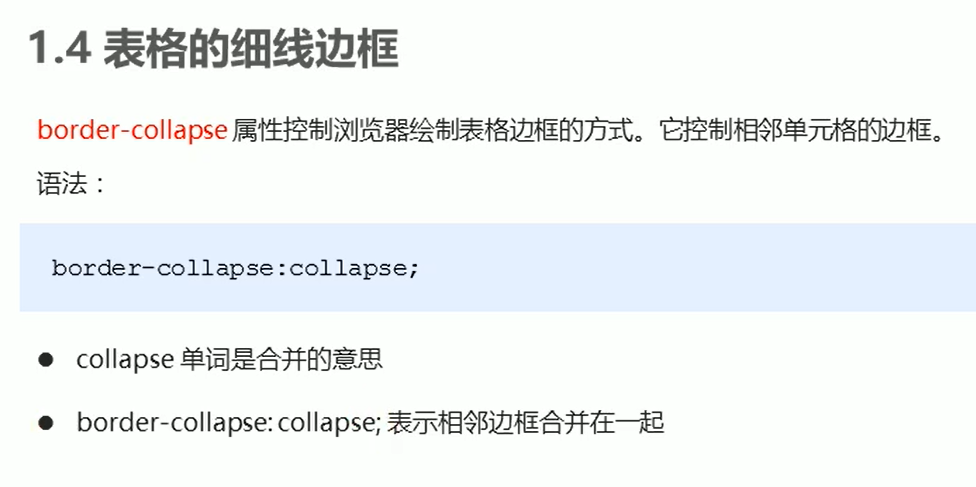 1.4 表格的细线边框
border-collapse 属性控制浏览器绘制表格边框的方式。它控制相邻单元格的边框。
语法：
border-collapse:collapse;
● collapse 单词是合并的意思
● border-collapse: collapse; 表示相邻边框合并在一起